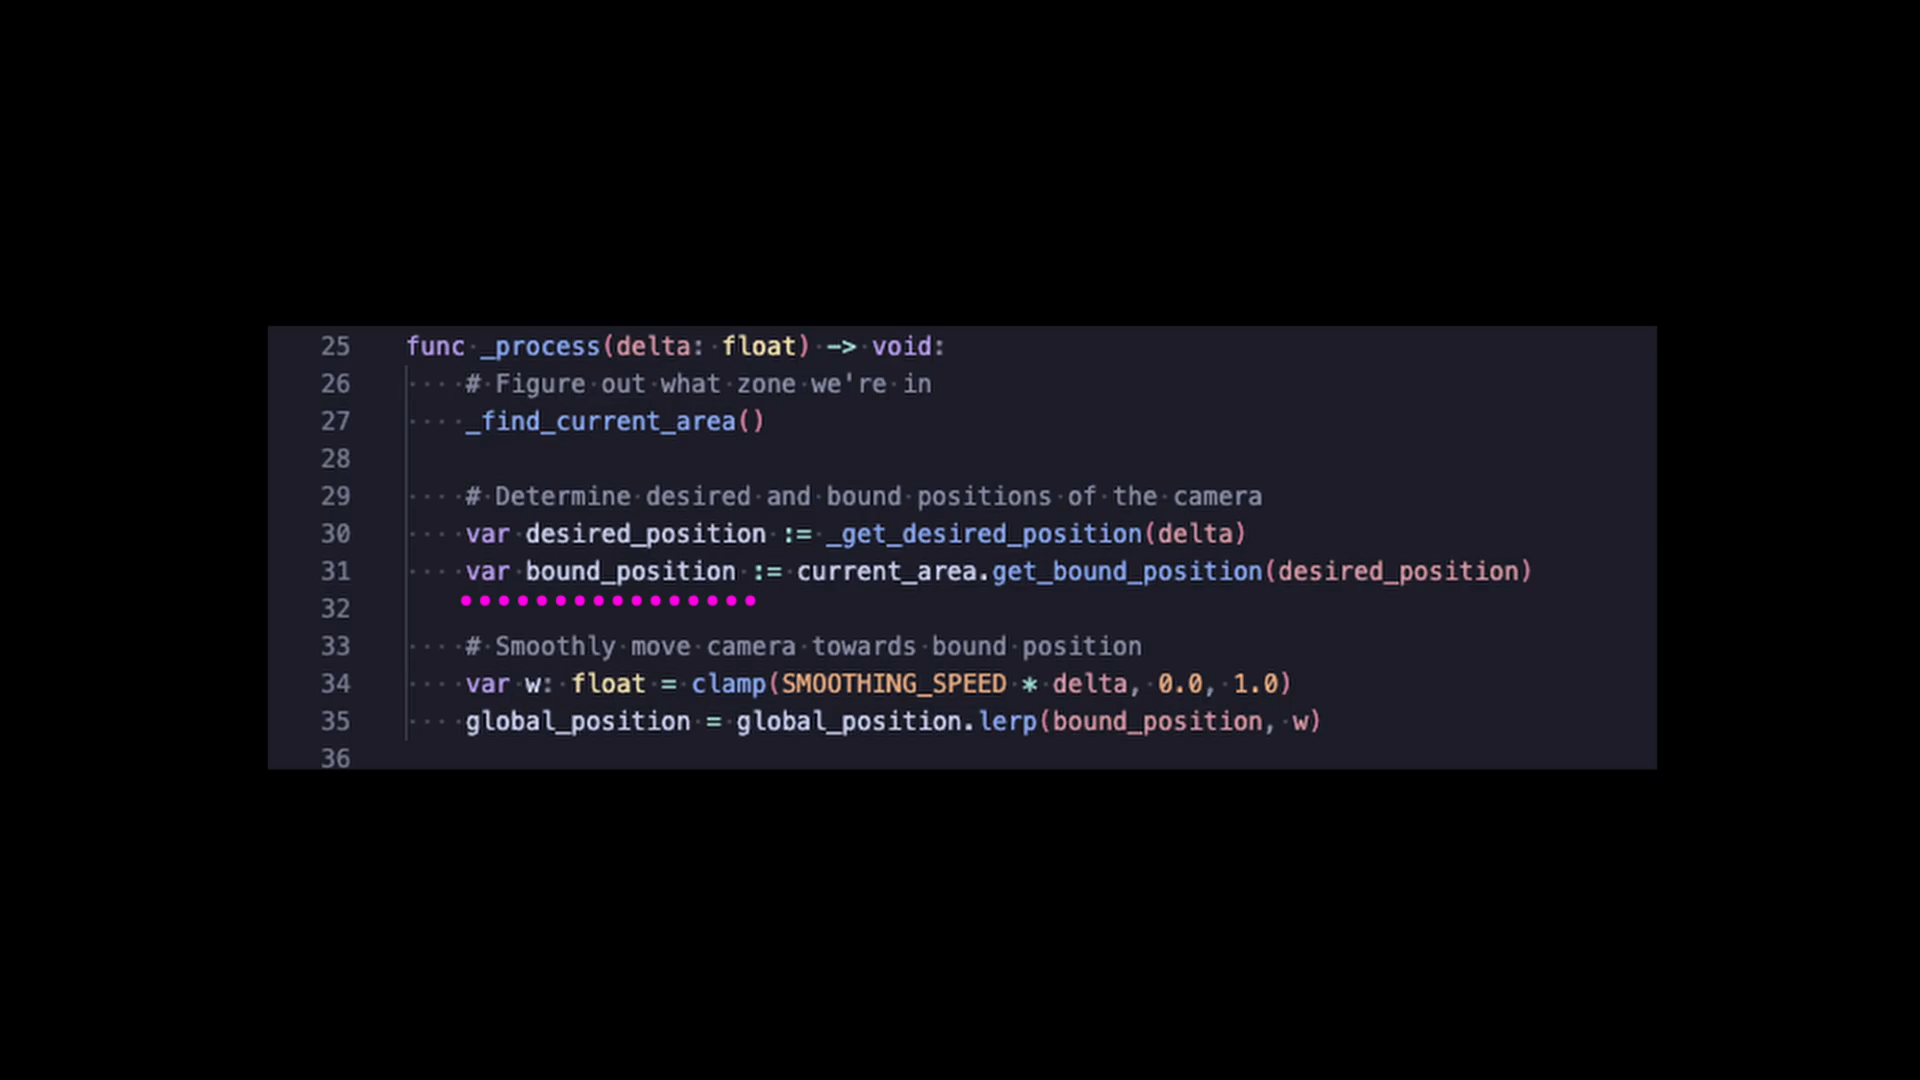 25 func _process(delta: float) -> void:
26 # Figure out what zone we're in
27 _find_current_area()
28
29 # Determine desired and bound positions of the camera
30 var desired_position := _get_desired_position(delta)
31 var bound_position := current_area.get_bound_position(desired_position)
32
33 # Smoothly move camera towards bound position
34 var w: float = clamp(SMOOTHING_SPEED * delta, 0.0, 1.0)
35 global_position = global_position.lerp(bound_position, w)
36